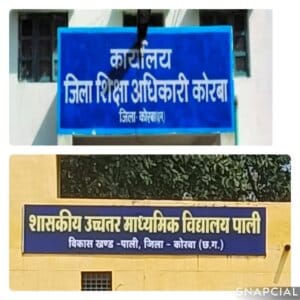 कार्यालय
जिला शिक्षा अधिकारी कोरबा
जिला-कोरबा(छ.ग.)
शासकीय उच्चतर माध्यमिक विद्यालय पाली
विकास खण्ड -पाली, जिला - कोरबा (छ.ग.)
SNAPCIAL